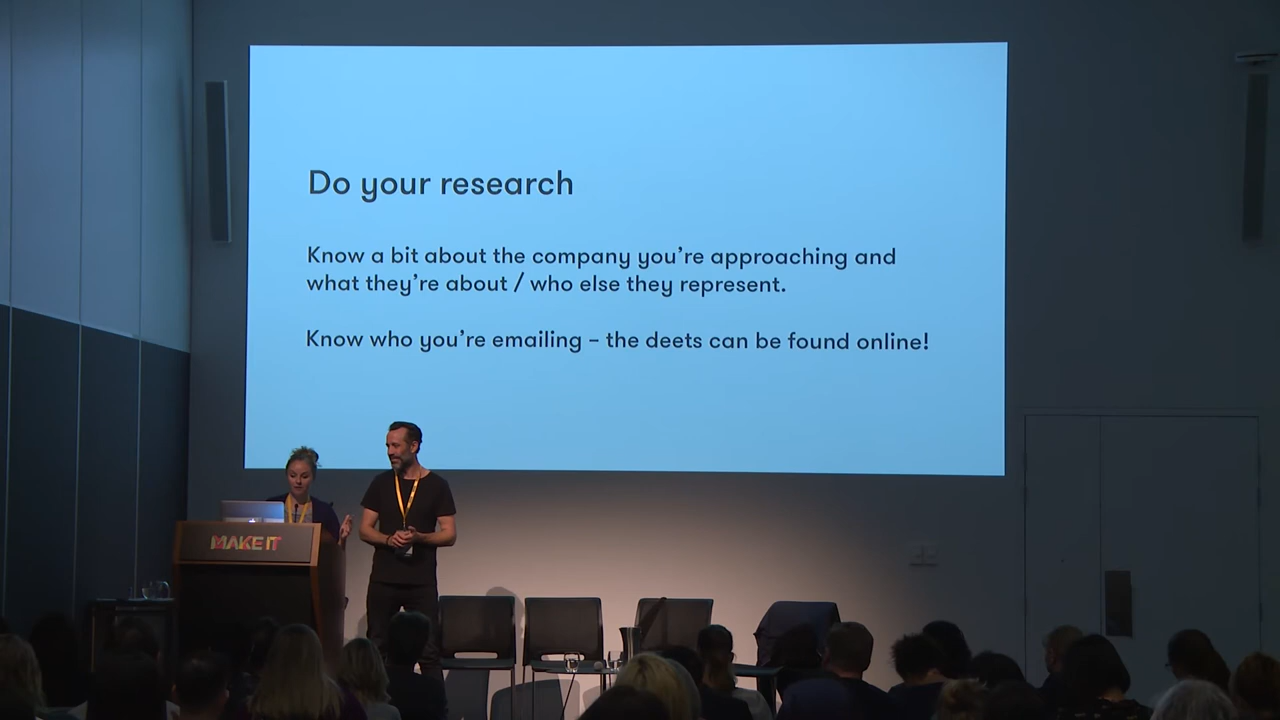 Do your research
Know a bit about the company you're approaching and
what they're about / who else they represent.
Know who you're emailing – the deets can be found online!
MAKE IT